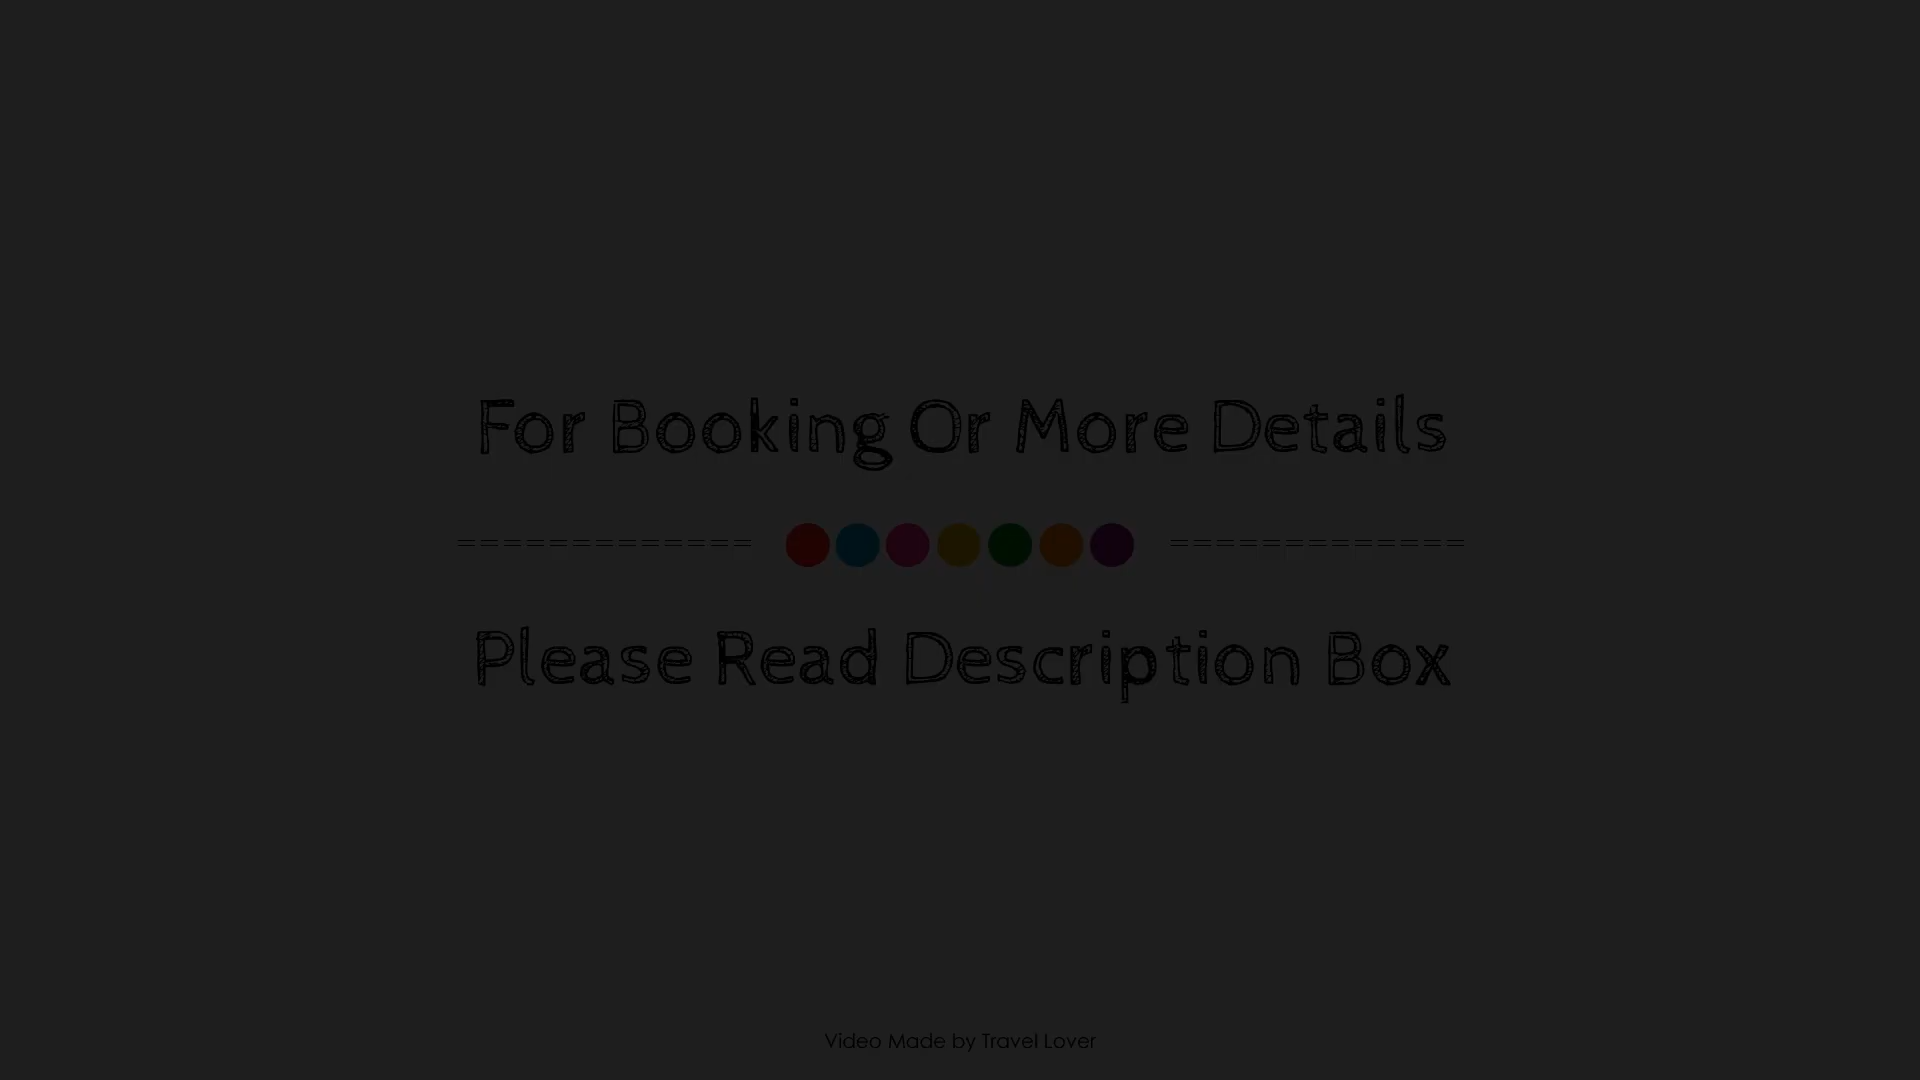 For Booking Or More Details
============= =============
Please Read Description Box
Video Made by Travel Lover